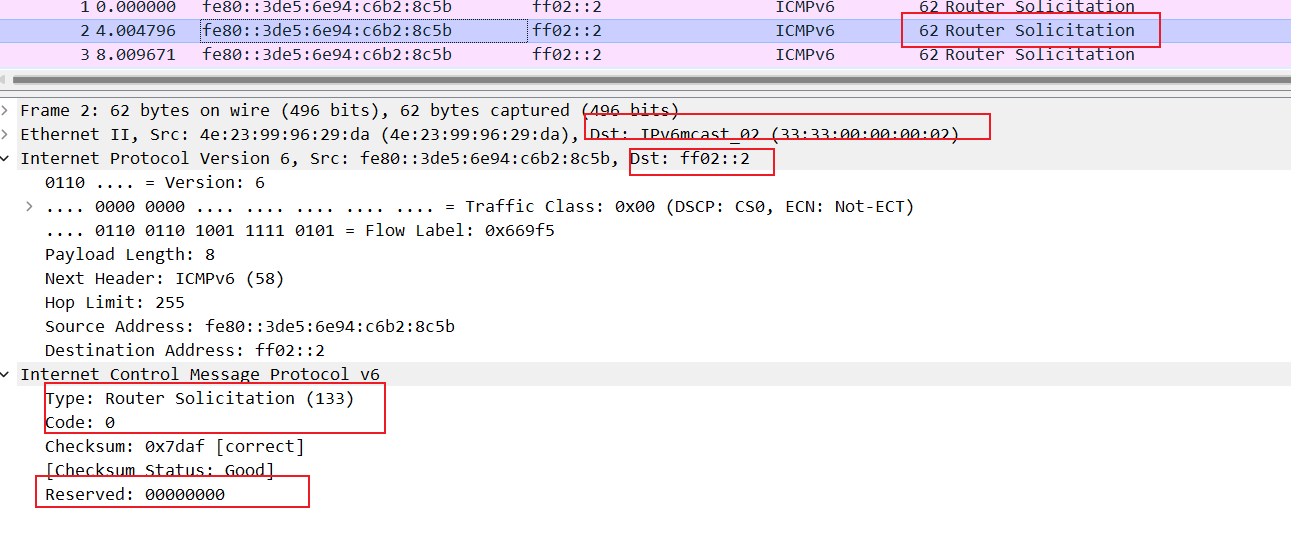 1 0.000000 fe80::3de5:6e94:c6b2:8c5b ff02::2 ICMPv6 62 Router Solicitation
2 4.004796 fe80::3de5:6e94:c6b2:8c5b ff02::2 ICMPv6 62 Router Solicitation
3 8.009671 fe80::3de5:6e94:c6b2:8c5b ff02::2 ICMPv6 62 Router Solicitation
Frame 2: 62 bytes on wire (496 bits), 62 bytes captured (496 bits)
Ethernet II, Src: 4e:23:99:96:29:da (4e:23:99:96:29:da), Dst: IPv6mcast_02 (33:33:00:00:00:02)
Internet Protocol Version 6, Src: fe80::3de5:6e94:c6b2:8c5b, Dst: ff02::2
0110 .... = Version: 6
.... 0000 0000 .... .... .... .... .... = Traffic Class: 0x00 (DSCP: CS0, ECN: Not-ECT)
.... 0110 0110 1001 1111 0101 = Flow Label: 0x669f5
Payload Length: 8
Next Header: ICMPv6 (58)
Hop Limit: 255
Source Address: fe80::3de5:6e94:c6b2:8c5b
Destination Address: ff02::2
Internet Control Message Protocol v6
Type: Router Solicitation (133)
Code: 0
Checksum: 0x7daf [correct]
[Checksum Status: Good]
Reserved: 00000000